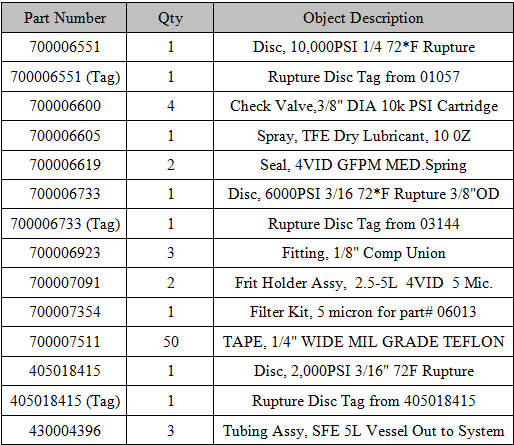 Part Number Qty Object Description
700006551 1 Disc, 10,000PSI 1/4 72*F Rupture
700006551 (Tag) 1 Rupture Disc Tag from 01057
700006600 4 Check Valve,3/8" DIA 10k PSI Cartridge
700006605 1 Spray, TFE Dry Lubricant, 10 0Z
700006619 2 Seal, 4VID GFPM MED.Spring
700006733 1 Disc, 6000PSI 3/16 72*F Rupture 3/8"OD
700006733 (Tag) 1 Rupture Disc Tag from 03144
700006923 3 Fitting, 1/8" Comp Union
700007091 2 Frit Holder Assy, 2.5-5L 4VID 5 Mic.
700007354 1 Filter Kit, 5 micron for part# 06013
700007511 50 TAPE, 1/4" WIDE MIL GRADE TEFLON
405018415 1 Disc, 2,000PSI 3/16" 72F Rupture
405018415 (Tag) 1 Rupture Disc Tag from 405018415
430004396 3 Tubing Assy, SFE 5L Vessel Out to System